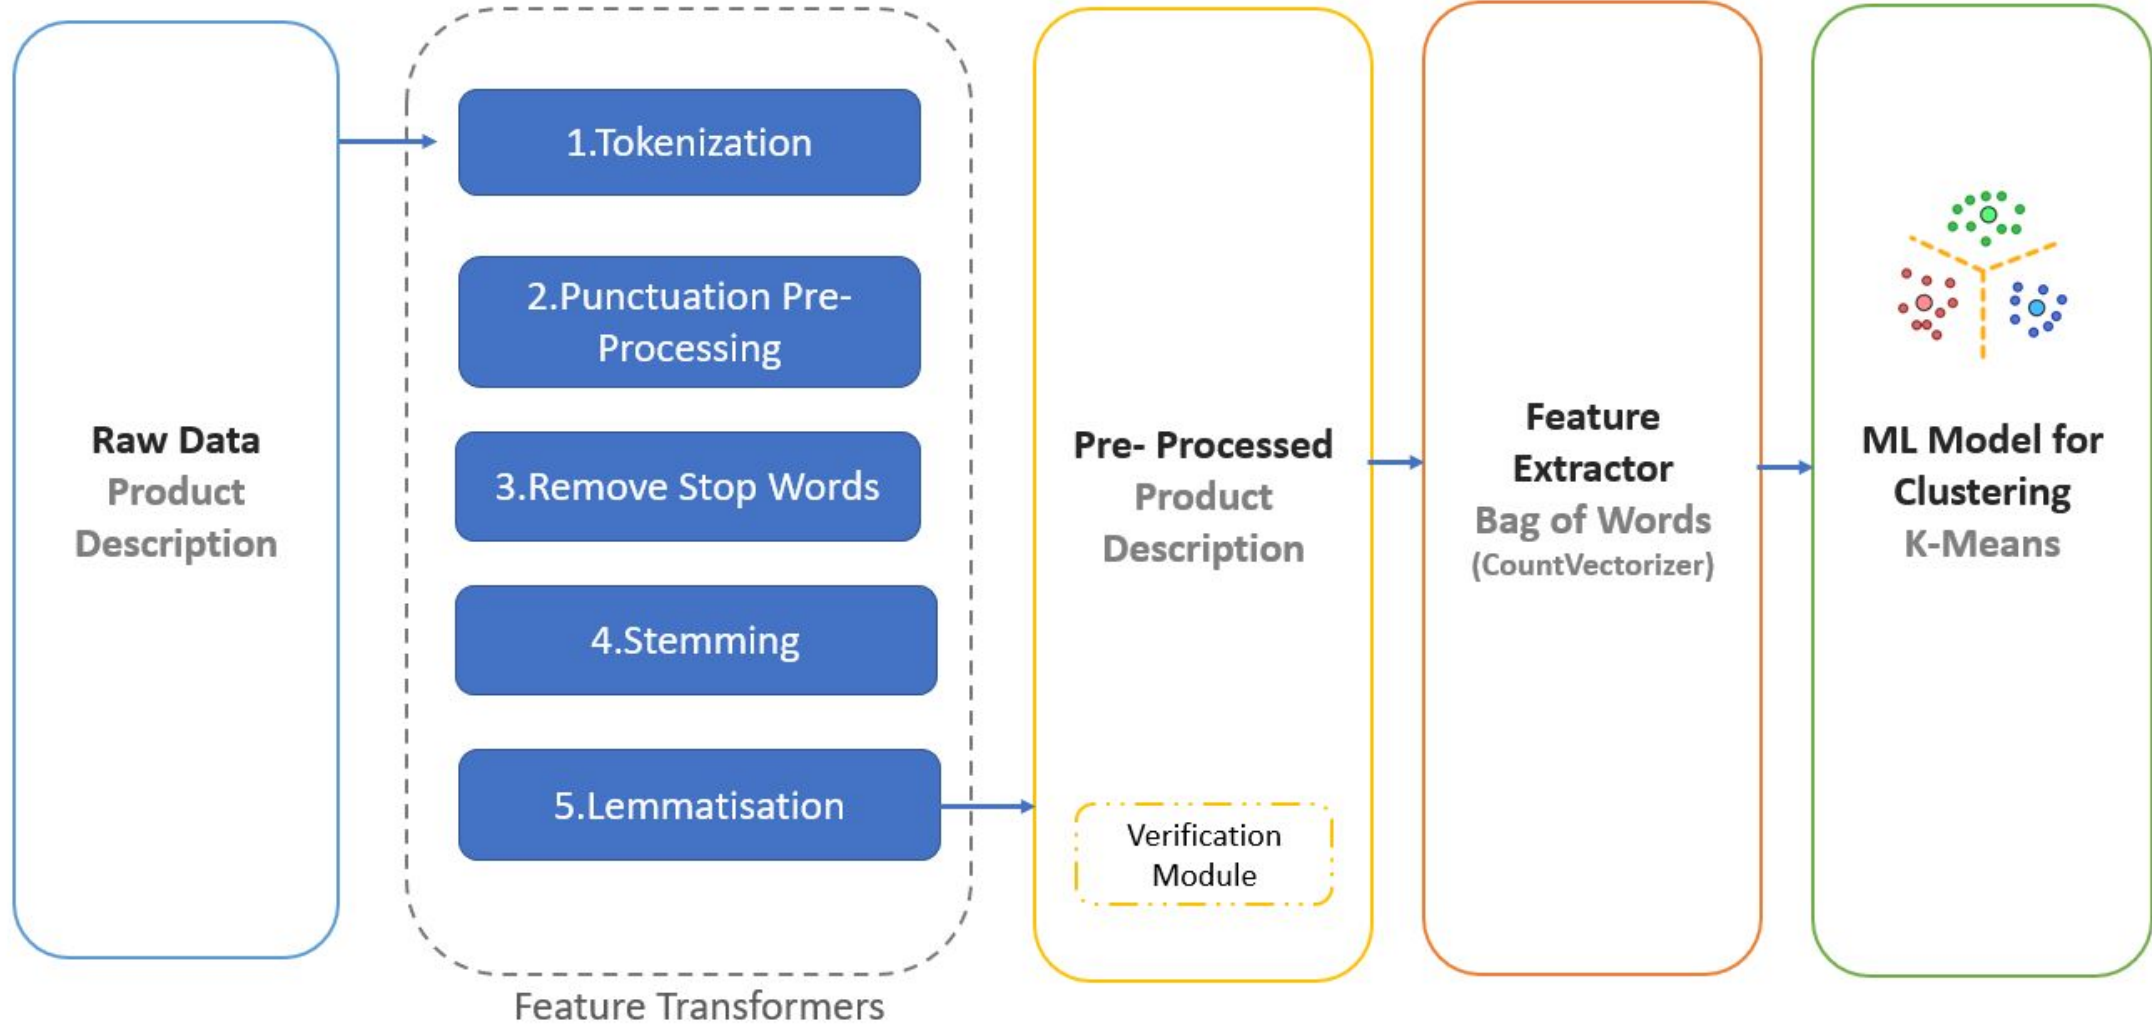 Raw Data
Product
Description
1.Tokenization
2.Punctuation Pre-
Processing
3.Remove Stop Words
4.Stemming
5.Lemmatisation
Feature Transformers
Pre- Processed
Product
Description
Verification
Module
Feature
Extractor
Bag of Words
(CountVectorizer)
ML Model for
Clustering
K-Means